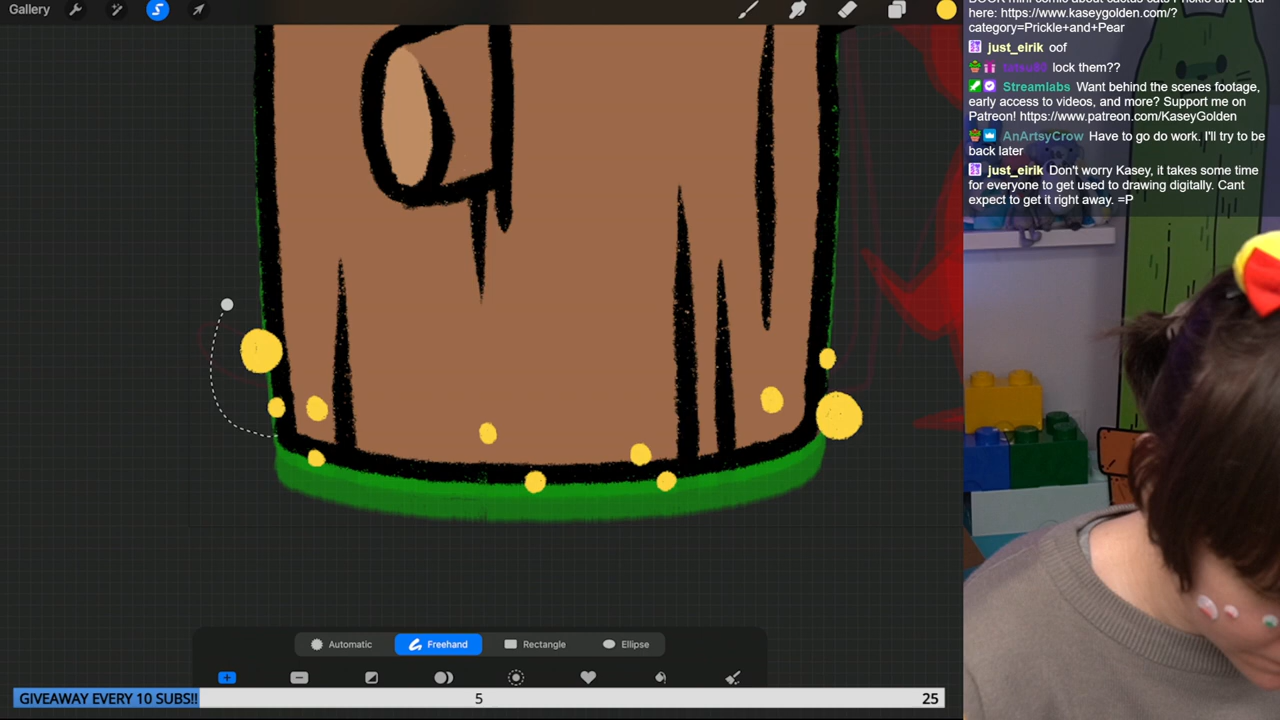 Gallery
BOOK mini comic about cactus cats Prickle and Pear
here: https://www.kaseygolden.com/?
category=Prickle+and+Pear
just_eirik oof
tatsu89 lock them??
Streamlabs Want behind the scenes footage,
early access to videos, and more? Support me on
Patreon! https://www.patreon.com/KaseyGolden
AnArtsyCrow Have to go do work. I'll try to be
back later
just_eirik Don't worry Kasey, it takes some time
for everyone to get used to drawing digitally. Cant
expect to get it right away. =P
Automatic Freehand Rectangle Ellipse
GIVEAWAY EVERY 10 SUBS!! 5 25